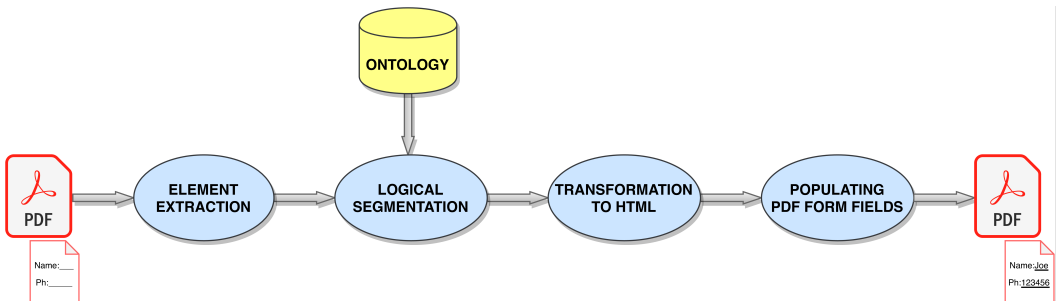 ONTOLOGY
PDF
ELEMENT
EXTRACTION
LOGICAL
SEGMENTATION
TRANSFORMATION
TO HTML
POPULATING
PDF FORM FIELDS
PDF
Name:___
Ph:_____
Name:Joe
Ph:123456